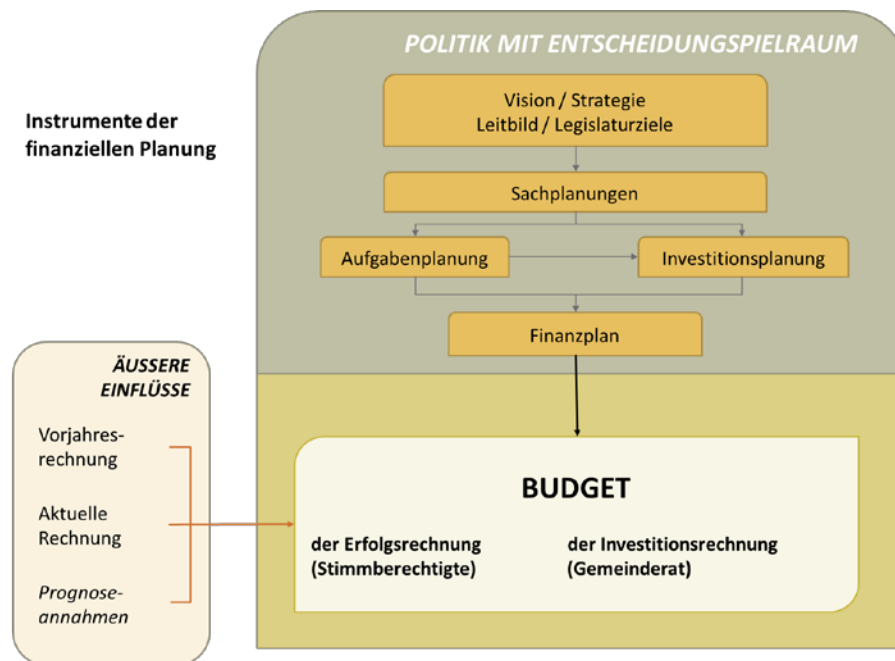 POLITIK MIT ENTSCHEIDUNGSPIELRAUM
Instrumente der
finanziellen Planung
Vision / Strategie
Leitbild / Legislaturziele
Sachplanungen
Aufgabenplanung
Investitionsplanung
Finanzplan
ÄUSSERE
EINFLÜSSE
Vorjahres-
rechnung
Aktuelle
Rechnung
Prognose-
annahmen
BUDGET
der Erfolgsrechnung
(Stimmberechtigte)
der Investitionsrechnung
(Gemeinderat)